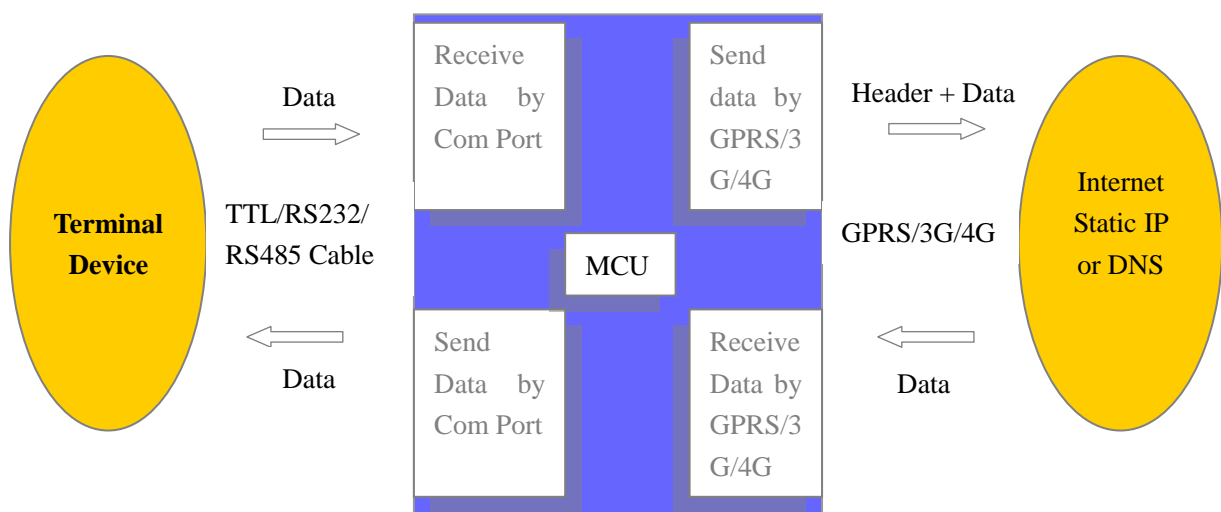 Data
TTL/RS232/
RS485 Cable
Data
Terminal
Device
Receive
Data by
Com Port
Send
data by
GPRS/3
G/4G
MCU
Send
Data by
Com Port
Receive
Data by
GPRS/3
G/4G
Header + Data
GPRS/3G/4G
Data
Internet
Static IP
or DNS